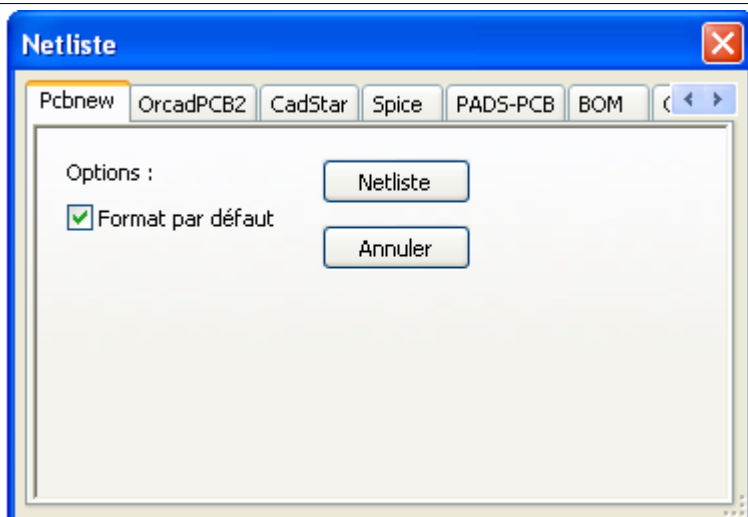 Netliste
Pcbnew OrcadPCB2 CadStar Spice PADS-PCB BOM
Options : Netliste
Format par défaut
Annuler